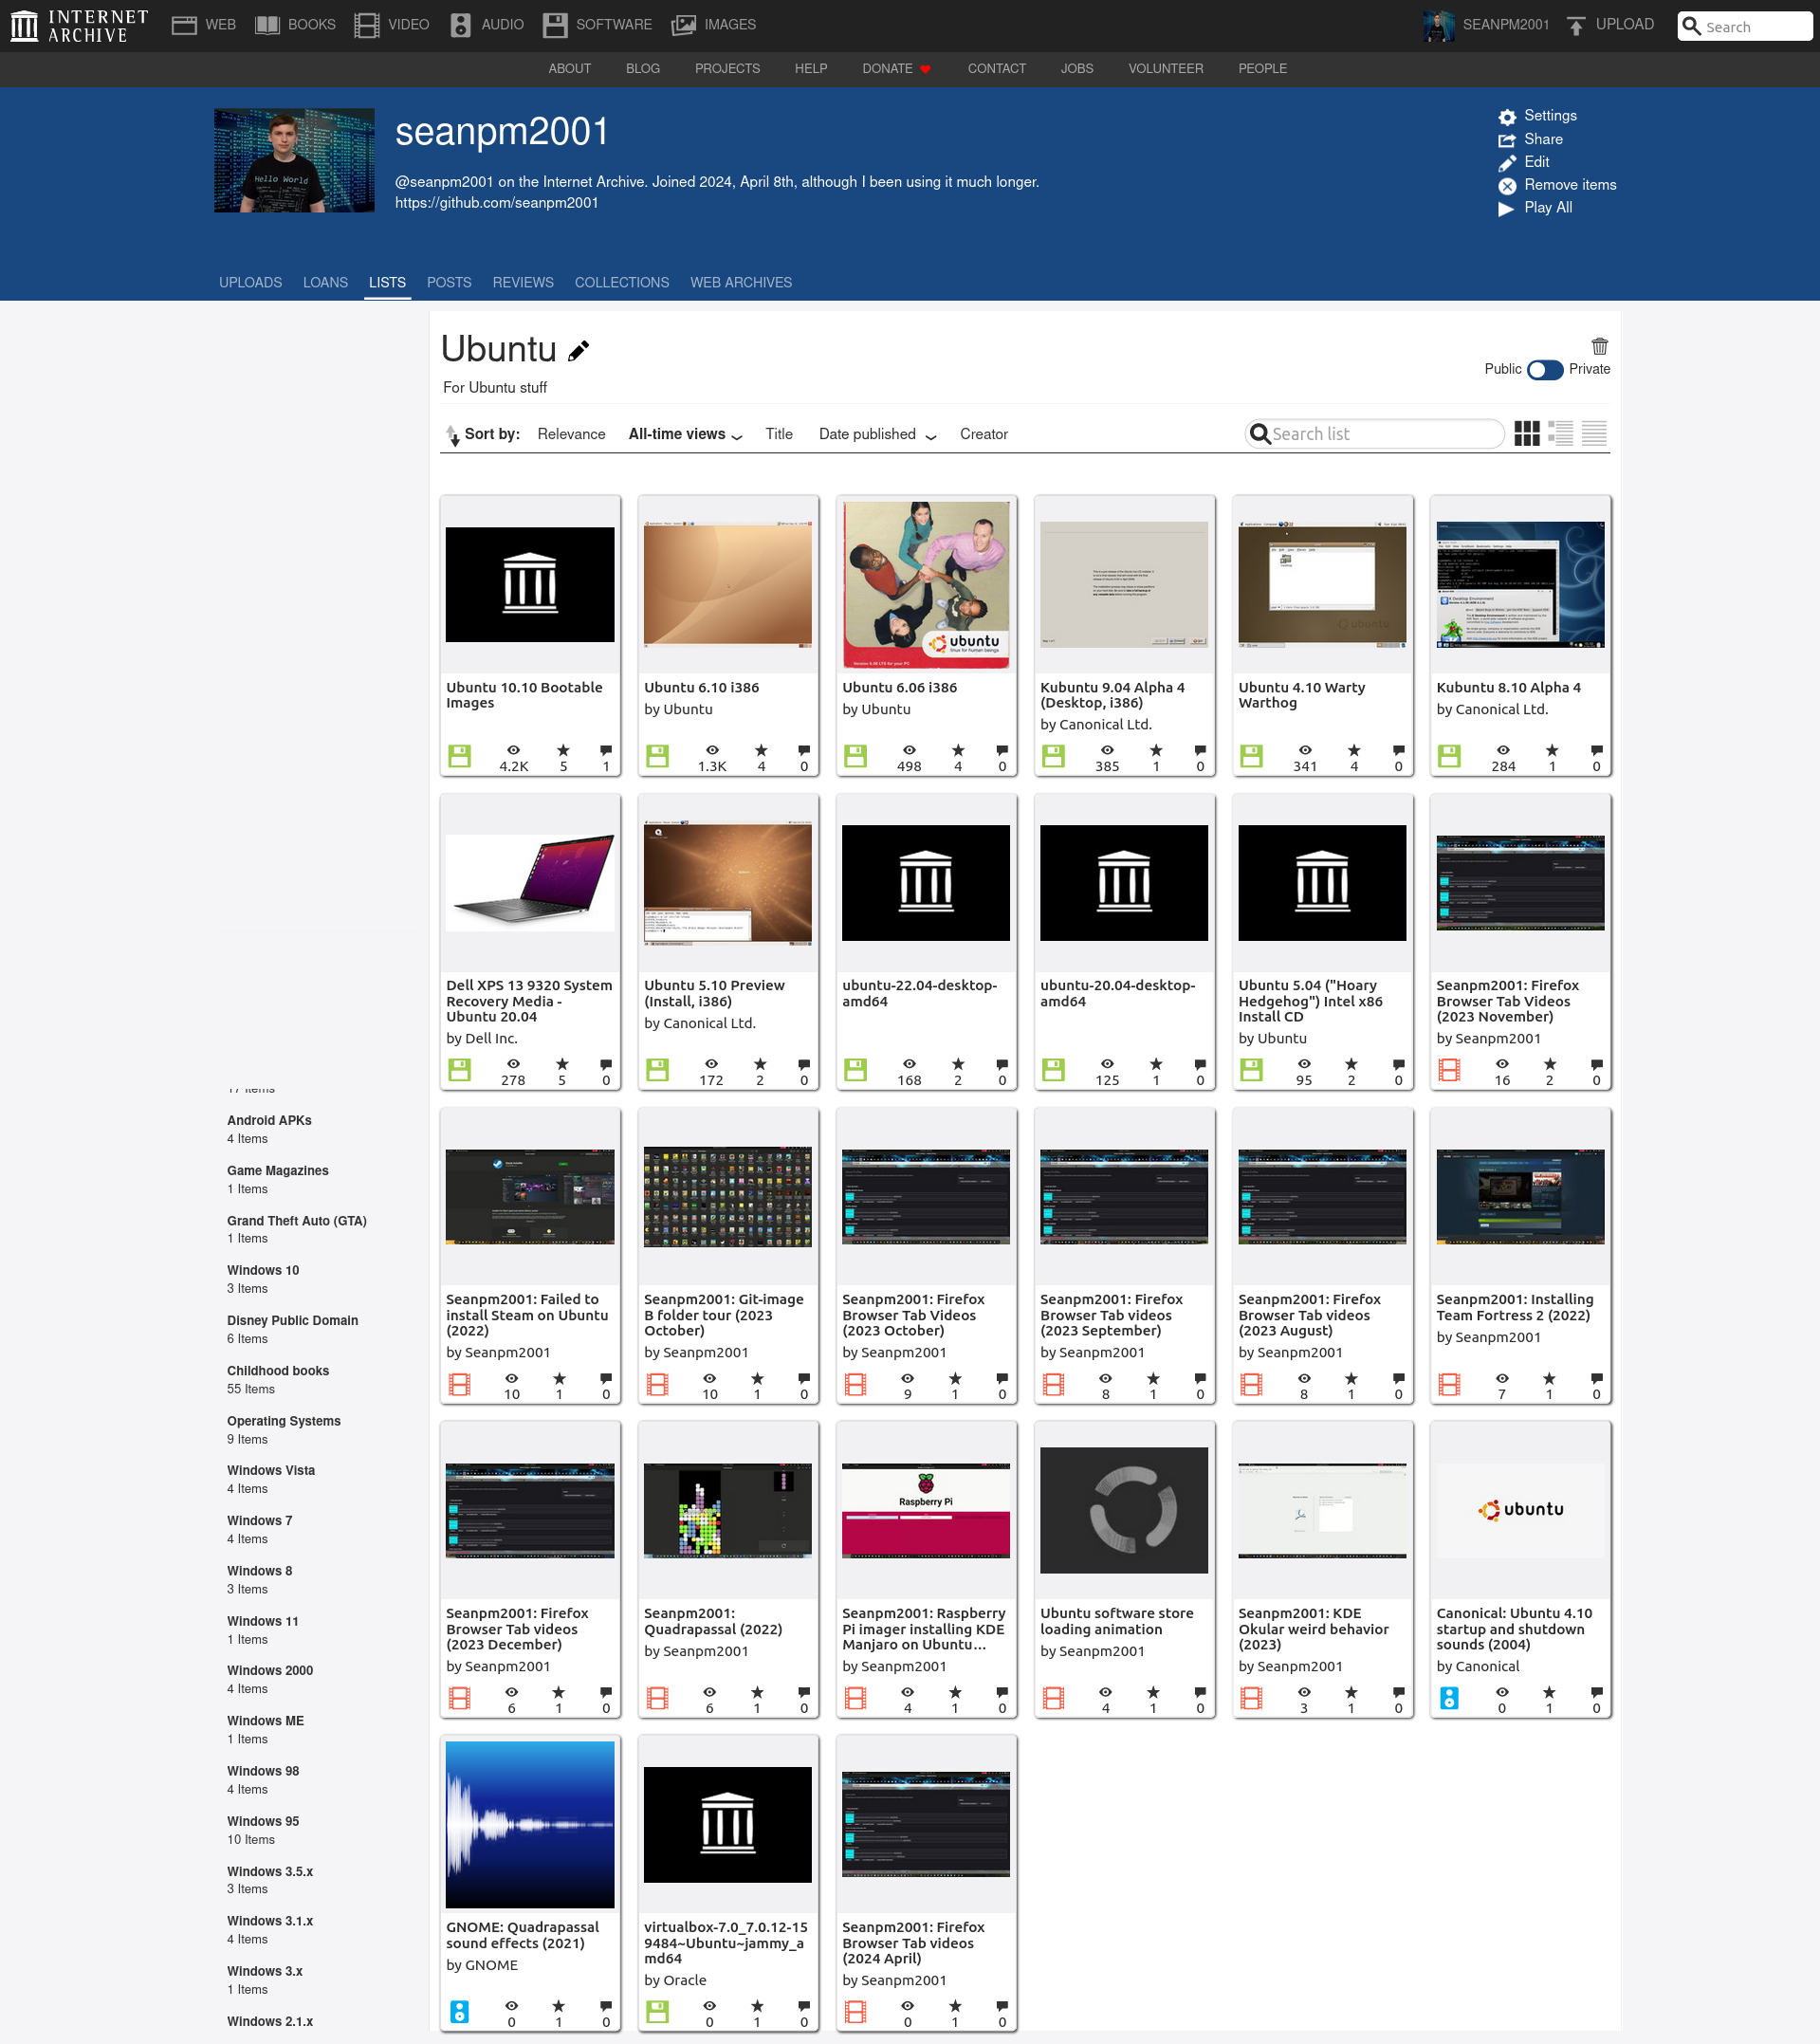 INTERNET
ARCHIVE
WEB
BOOKS
VIDEO
AUDIO
SOFTWARE
IMAGES
SEANPM2001
UPLOAD
Search
ABOUT
BLOG
PROJECTS
HELP
DONATE
CONTACT
JOBS
VOLUNTEER
PEOPLE
Hello World
seanpm2001
@seanpm2001 on the Internet Archive. Joined 2024, April 8th, although I been using it much longer.
https://github.com/seanpm2001
Settings
Share
Edit
Remove items
Play All
UPLOADS
LOANS
LISTS
POSTS
REVIEWS
COLLECTIONS
WEB ARCHIVES
Ubuntu
For Ubuntu stuff
Public
Private
Sort by:
Relevance
All-time views
Title
Date published
Creator
Search list
Ubuntu 10.10 Bootable
Images
4.2K 5 1
Ubuntu 6.10 i386
by Ubuntu
1.3K 4 0
ubuntu
linux for human beings
Version 6.06 LTS for your PC
Ubuntu 6.06 i386
by Ubuntu
498 4 0
Kubuntu 9.04 Alpha 4
(Desktop, i386)
by Canonical Ltd.
385 1 0
ubuntu
Ubuntu 4.10 Warty
Warthog
341 4 0
Kubuntu 8.10 Alpha 4
by Canonical Ltd.
284 1 0
Dell XPS 13 9320 System
Recovery Media -
Ubuntu 20.04
by Dell Inc.
278 5 0
Ubuntu 5.10 Preview
(Install, i386)
by Canonical Ltd.
172 2 0
ubuntu-22.04-desktop-
amd64
168 2 0
ubuntu-20.04-desktop-
amd64
125 1 0
Ubuntu 5.04 ("Hoary
Hedgehog") Intel x86
Install CD
by Ubuntu
95 2 0
Seanpm2001: Firefox
Browser Tab Videos
(2023 November)
by Seanpm2001
16 2 0
17 Items
Android APKs
4 Items
Game Magazines
1 Items
Grand Theft Auto (GTA)
1 Items
Windows 10
3 Items
Disney Public Domain
6 Items
Childhood books
55 Items
Operating Systems
9 Items
Windows Vista
4 Items
Windows 7
4 Items
Windows 8
3 Items
Windows 11
1 Items
Windows 2000
4 Items
Windows ME
1 Items
Windows 98
4 Items
Windows 95
10 Items
Windows 3.5.x
3 Items
Windows 3.1.x
4 Items
Windows 3.x
1 Items
Windows 2.1.x
Seanpm2001: Failed to
install Steam on Ubuntu
(2022)
by Seanpm2001
10 1 0
Seanpm2001: Git-image
B folder tour (2023
October)
by Seanpm2001
10 1 0
Seanpm2001: Firefox
Browser Tab Videos
(2023 October)
by Seanpm2001
9 1 0
Seanpm2001: Firefox
Browser Tab videos
(2023 September)
by Seanpm2001
8 1 0
Seanpm2001: Firefox
Browser Tab videos
(2023 August)
by Seanpm2001
8 1 0
Seanpm2001: Installing
Team Fortress 2 (2022)
by Seanpm2001
7 1 0
Seanpm2001: Firefox
Browser Tab videos
(2023 December)
by Seanpm2001
6 1 0
Seanpm2001:
Quadrapassal (2022)
by Seanpm2001
6 1 0
Raspberry Pi
Seanpm2001: Raspberry
Pi imager installing KDE
Manjaro on Ubuntu...
by Seanpm2001
4 1 0
Ubuntu software store
loading animation
by Seanpm2001
4 1 0
Seanpm2001: KDE
Okular weird behavior
(2023)
by Seanpm2001
3 1 0
ubuntu
Canonical: Ubuntu 4.10
startup and shutdown
sounds (2004)
by Canonical
0 1 0
GNOME: Quadrapassal
sound effects (2021)
by GNOME
0 1 0
virtualbox-7.0_7.0.12-15
9484~Ubuntu~jammy_a
md64
by Oracle
0 1 0
Seanpm2001: Firefox
Browser Tab videos
(2024 April)
by Seanpm2001
0 1 0